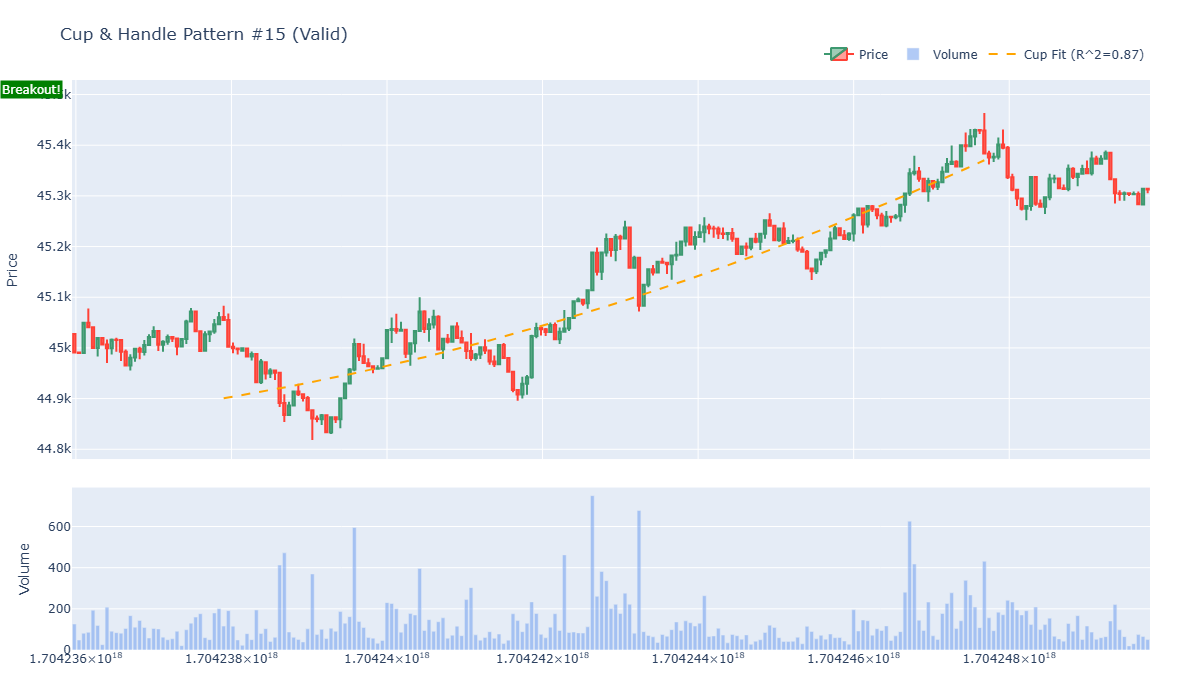 Cup & Handle Pattern #15 (Valid)
Price Volume Cup Fit (R^2=0.87)
Breakout!
45.4k
45.3k
45.2k
45.1k
45k
44.9k
44.8k
Price
600
400
200
0
Volume
1.704236×10¹⁸ 1.704238×10¹⁸ 1.70424×10¹⁸ 1.704242×10¹⁸ 1.704244×10¹⁸ 1.704246×10¹⁸ 1.704248×10¹⁸